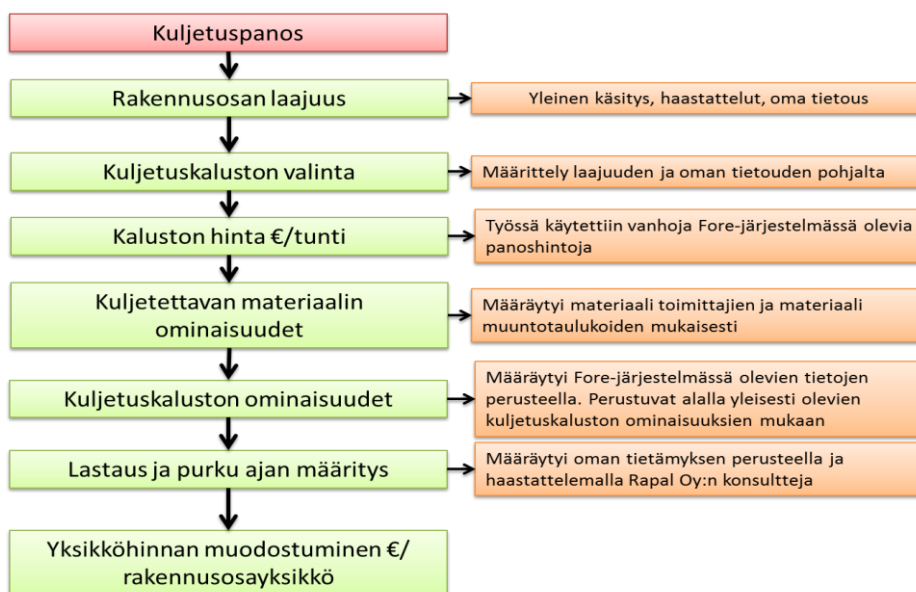 Kuljetuspanos
Rakennusosan laajuus
Yleinen käsitys, haastattelut, oma tietous
Kuljetuskaluston valinta
Määrittely laajuuden ja oman tietouden pohjalta
Kaluston hinta €/tunti
Työssä käytettiin vanhoja Fore-järjestelmässä olevia
panoshintoja
Kuljetettavan materiaalin
ominaisuudet
Määräytyi materiaali toimittajien ja materiaali
muuntotaulukoiden mukaisesti
Kuljetuskaluston ominaisuudet
Määräytyi Fore-järjestelmässä olevien tietojen
perusteella. Perustuvat alalla yleisesti olevien
kuljetuskaluston ominaisuuksien mukaan
Lastaus ja purku ajan määritys
Määräytyi oman tietämyksen perusteella ja
haastattelemalla Rapal Oy:n konsultteja
Yksikköhinnan muodostuminen €/
rakennusosayksikkö